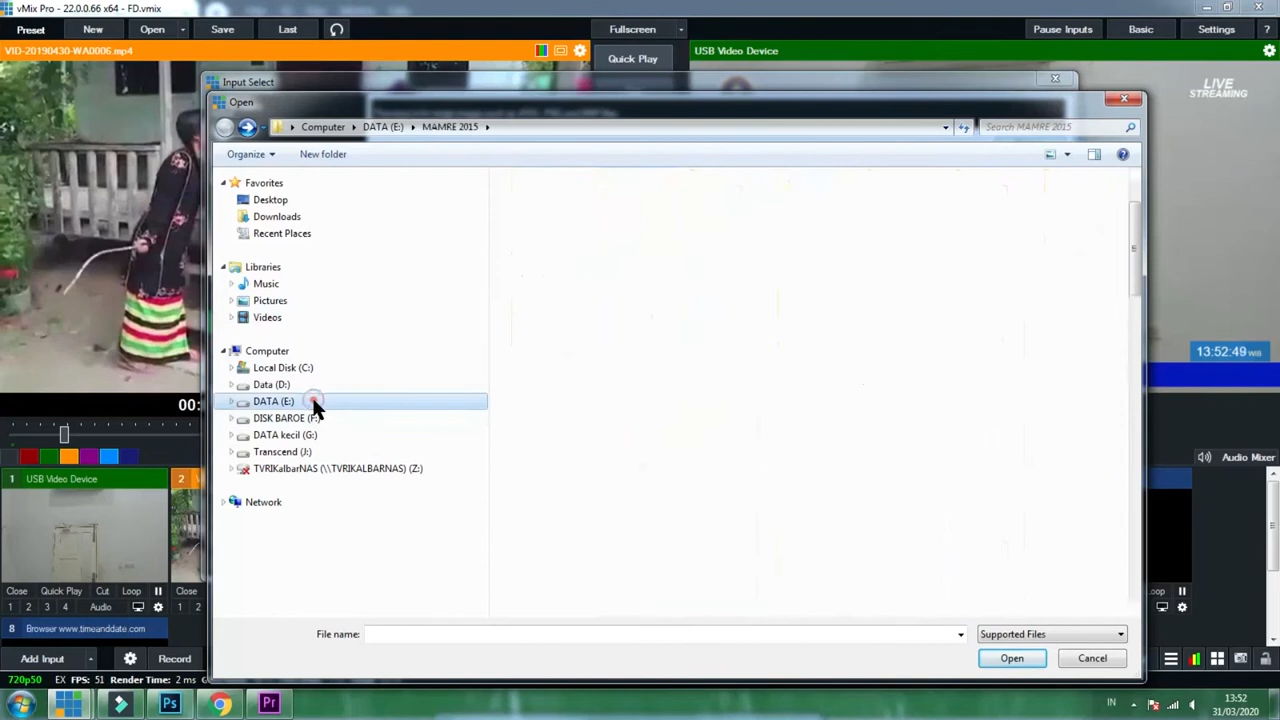 vMix Pro - 22.0.0.66 x64 - FD.vmix
Preset New Open Save Last Fullscreen Pause Inputs Basic Settings ?
VID-20190430-WA0006.mp4 Quick Play USB Video Device
Input Select
LIVE
STREAMING
Open
Computer DATA (E:) MAMRE 2015 Search MAMRE 2015
Organize New folder
Favorites
Desktop
Downloads
Recent Places
Libraries
Music
Pictures
Videos
Computer
13:52:49 WIB
Local Disk (C:)
Data (D:)
DATA (E:)
00:
DISK BAROE (F:)
DATA kecil (G:)
Transcend (J:)
Audio Mixer
TVRIKalbarNAS (\\TVRIKALBARNAS) (Z:)
1 USB Video Device 2
Network
Close Quick Play Cut Loop Close
1 2 3 4 Audio 1 2
8 Browser www.timeanddate.com
File name: Supported Files
Add Input Record Open Cancel
720p50 EX FPS: 51 Render Time: 2 ms
Ps Pr IN 13:52
31/03/2020